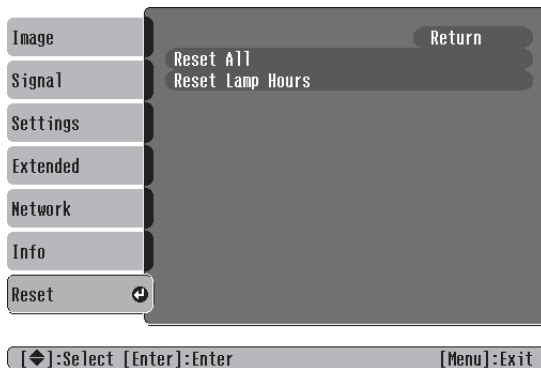 Image
Signal
Settings
Extended
Network
Info
Reset
Return
Reset All
Reset Lamp Hours
[◆]:Select [Enter]:Enter
[Menu]:Exit